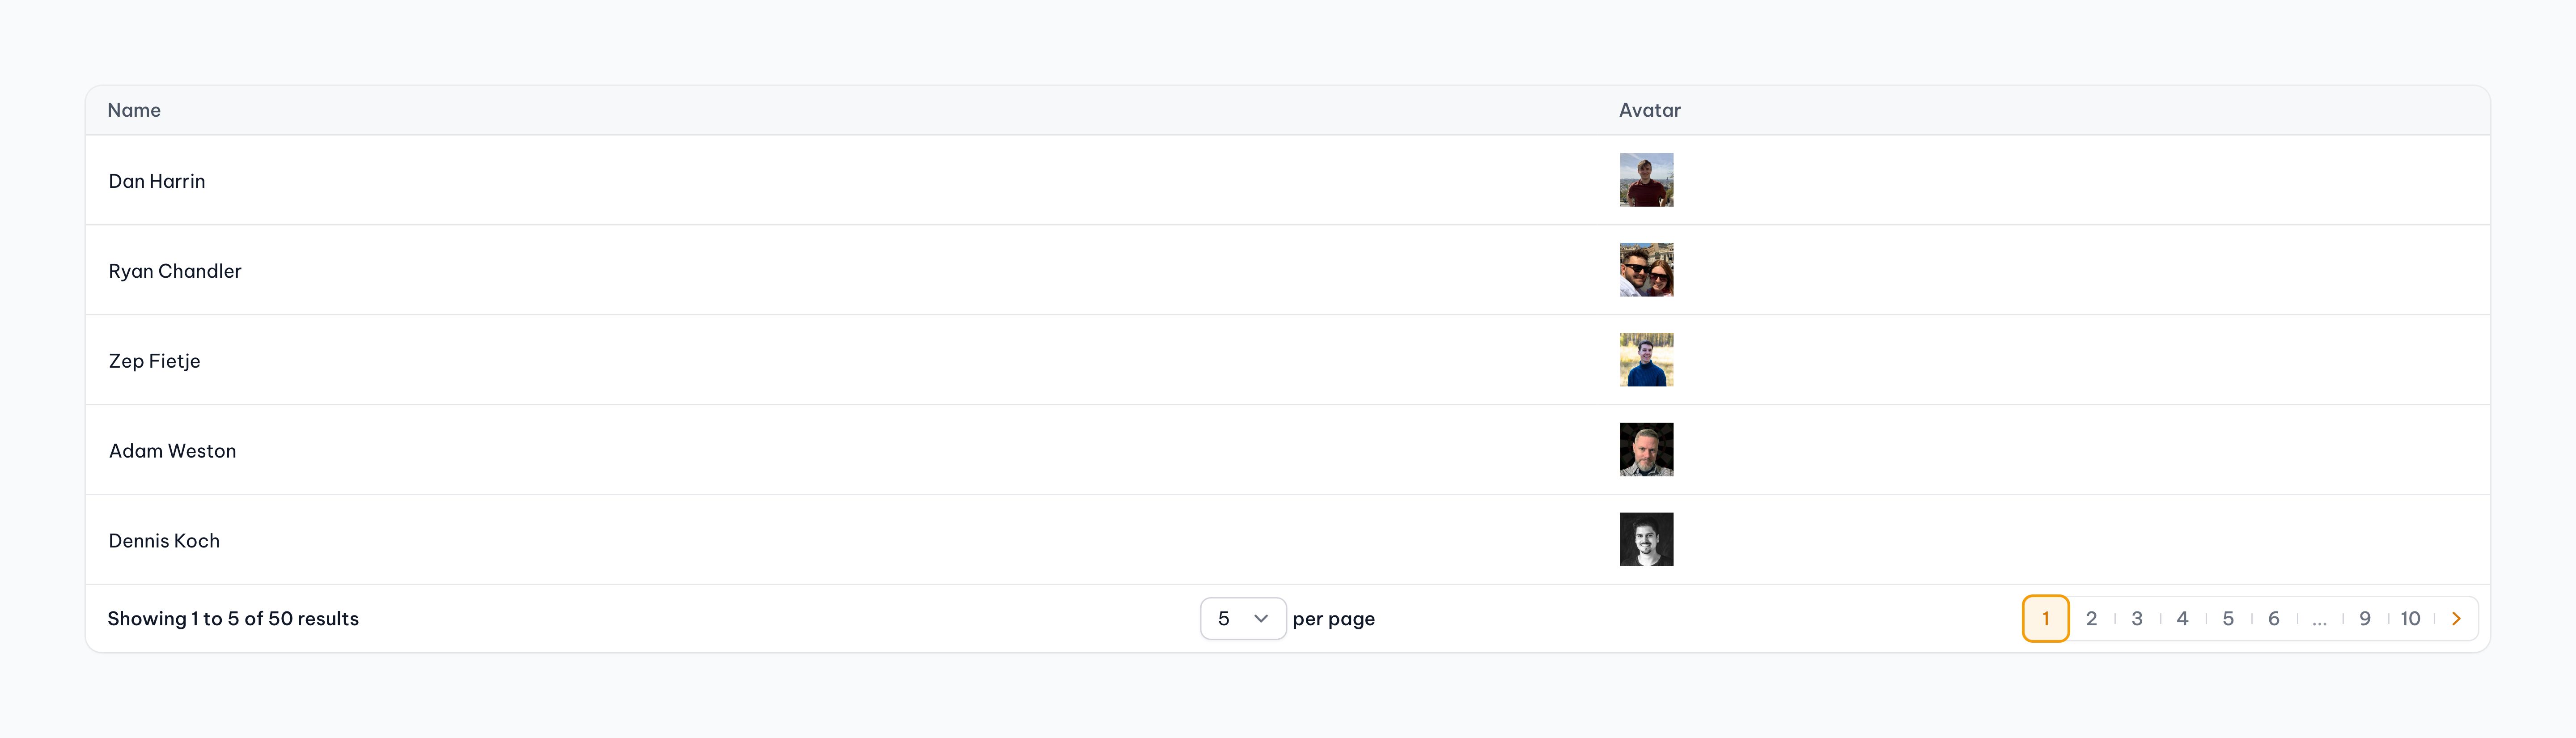 Name Avatar
Dan Harrin
Ryan Chandler
Zep Fietje
Adam Weston
Dennis Koch
Showing 1 to 5 of 50 results 5 per page 1 2 3 4 5 6 ... 9 10